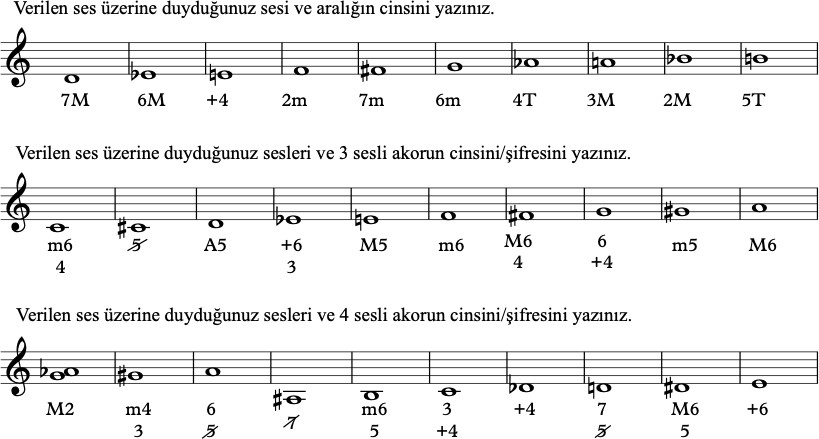 Verilen ses üzerine duyduğunuz sesi ve aralığın cinsini yazınız.
7M 6M +4 2m 7m 6m 4T 3M 2M 5T
Verilen ses üzerine duyduğunuz sesleri ve 3 sesli akorun cinsini/şifresini yazınız.
m6 5̸ A5 +6 M5 m6 M6 6 m5 M6
4 3 4 +4
Verilen ses üzerine duyduğunuz sesleri ve 4 sesli akorun cinsini/şifresini yazınız.
M2 m4 6 7̸ m6 3 +4 7 M6 +6
3 5̸ 5 +4 5̸ 5